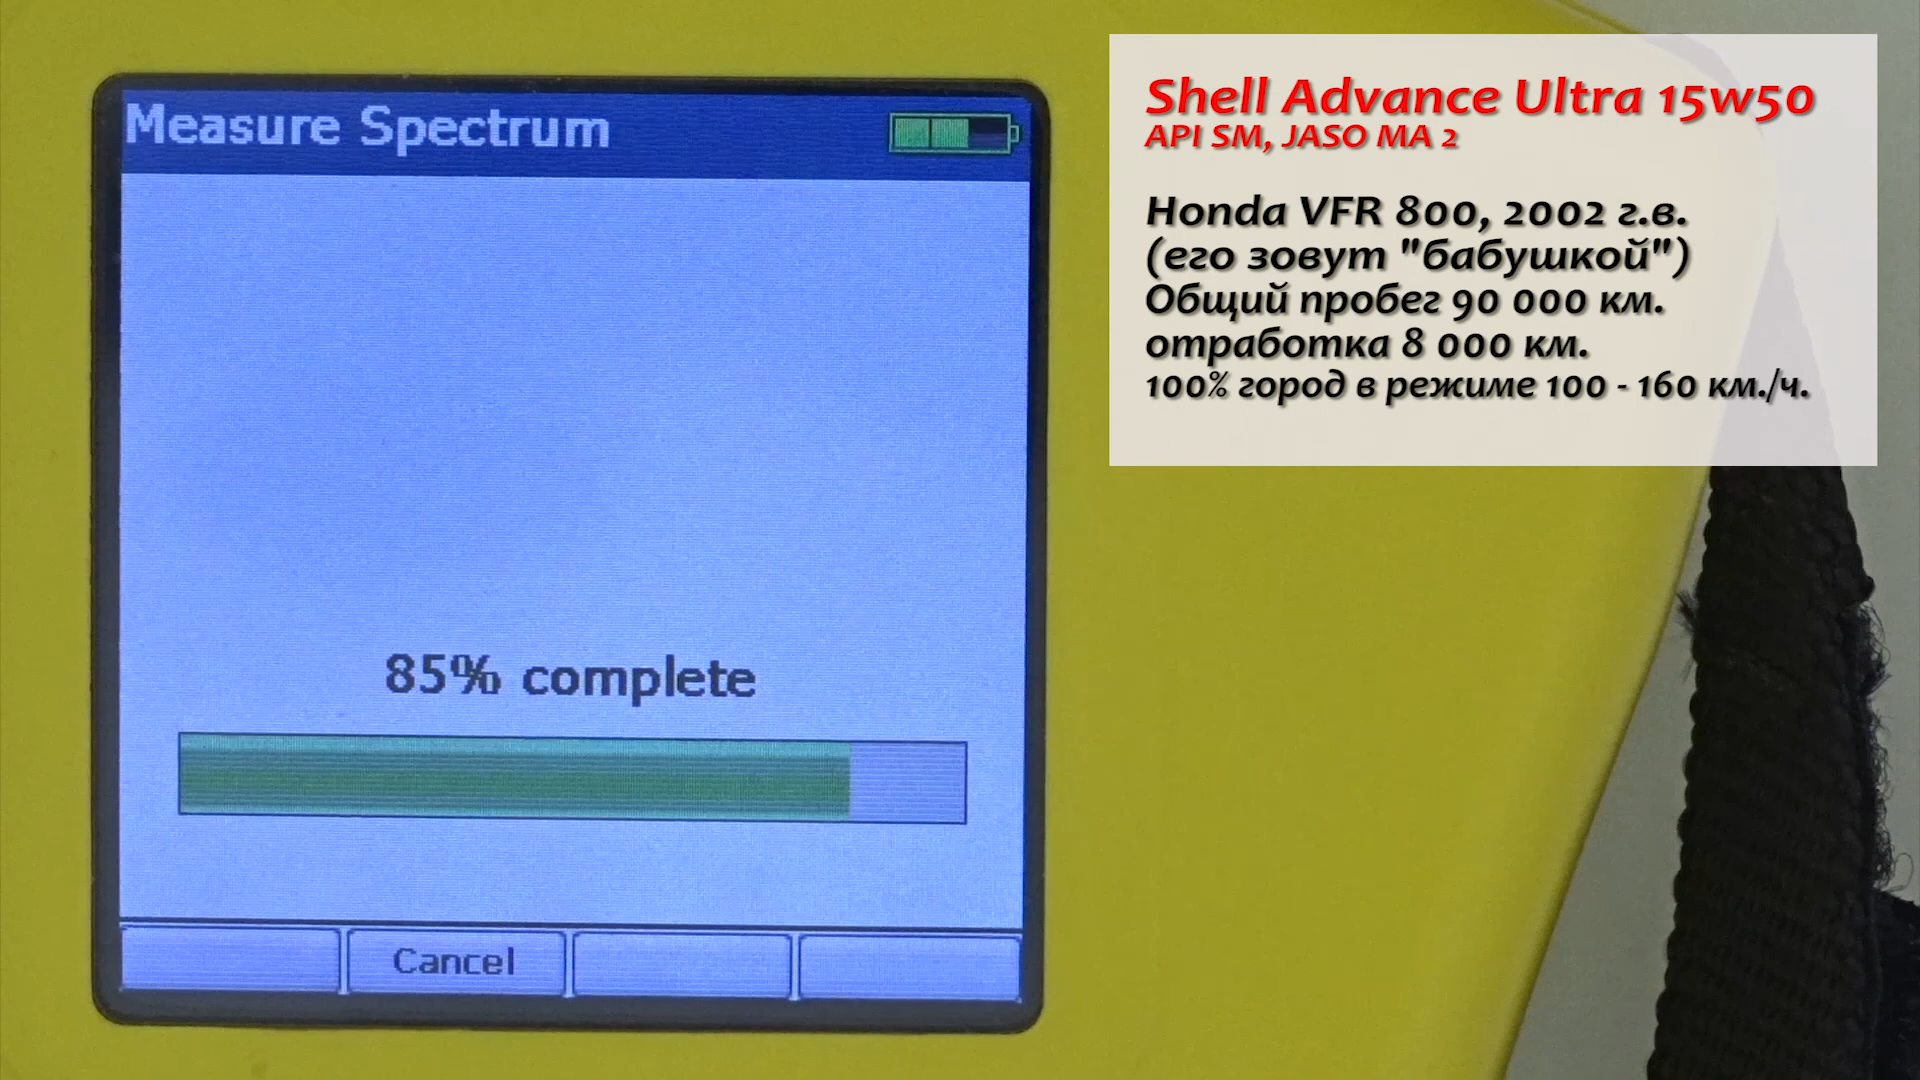 Measure Spectrum
85% complete
Cancel
Shell Advance Ultra 15w50
API SM, JASO MA 2
Honda VFR 800, 2002 г.в.
(его зовут "бабушкой")
Общий пробег 90 000 км.
отработка 8 000 км.
100% город в режиме 100 - 160 км./ч.